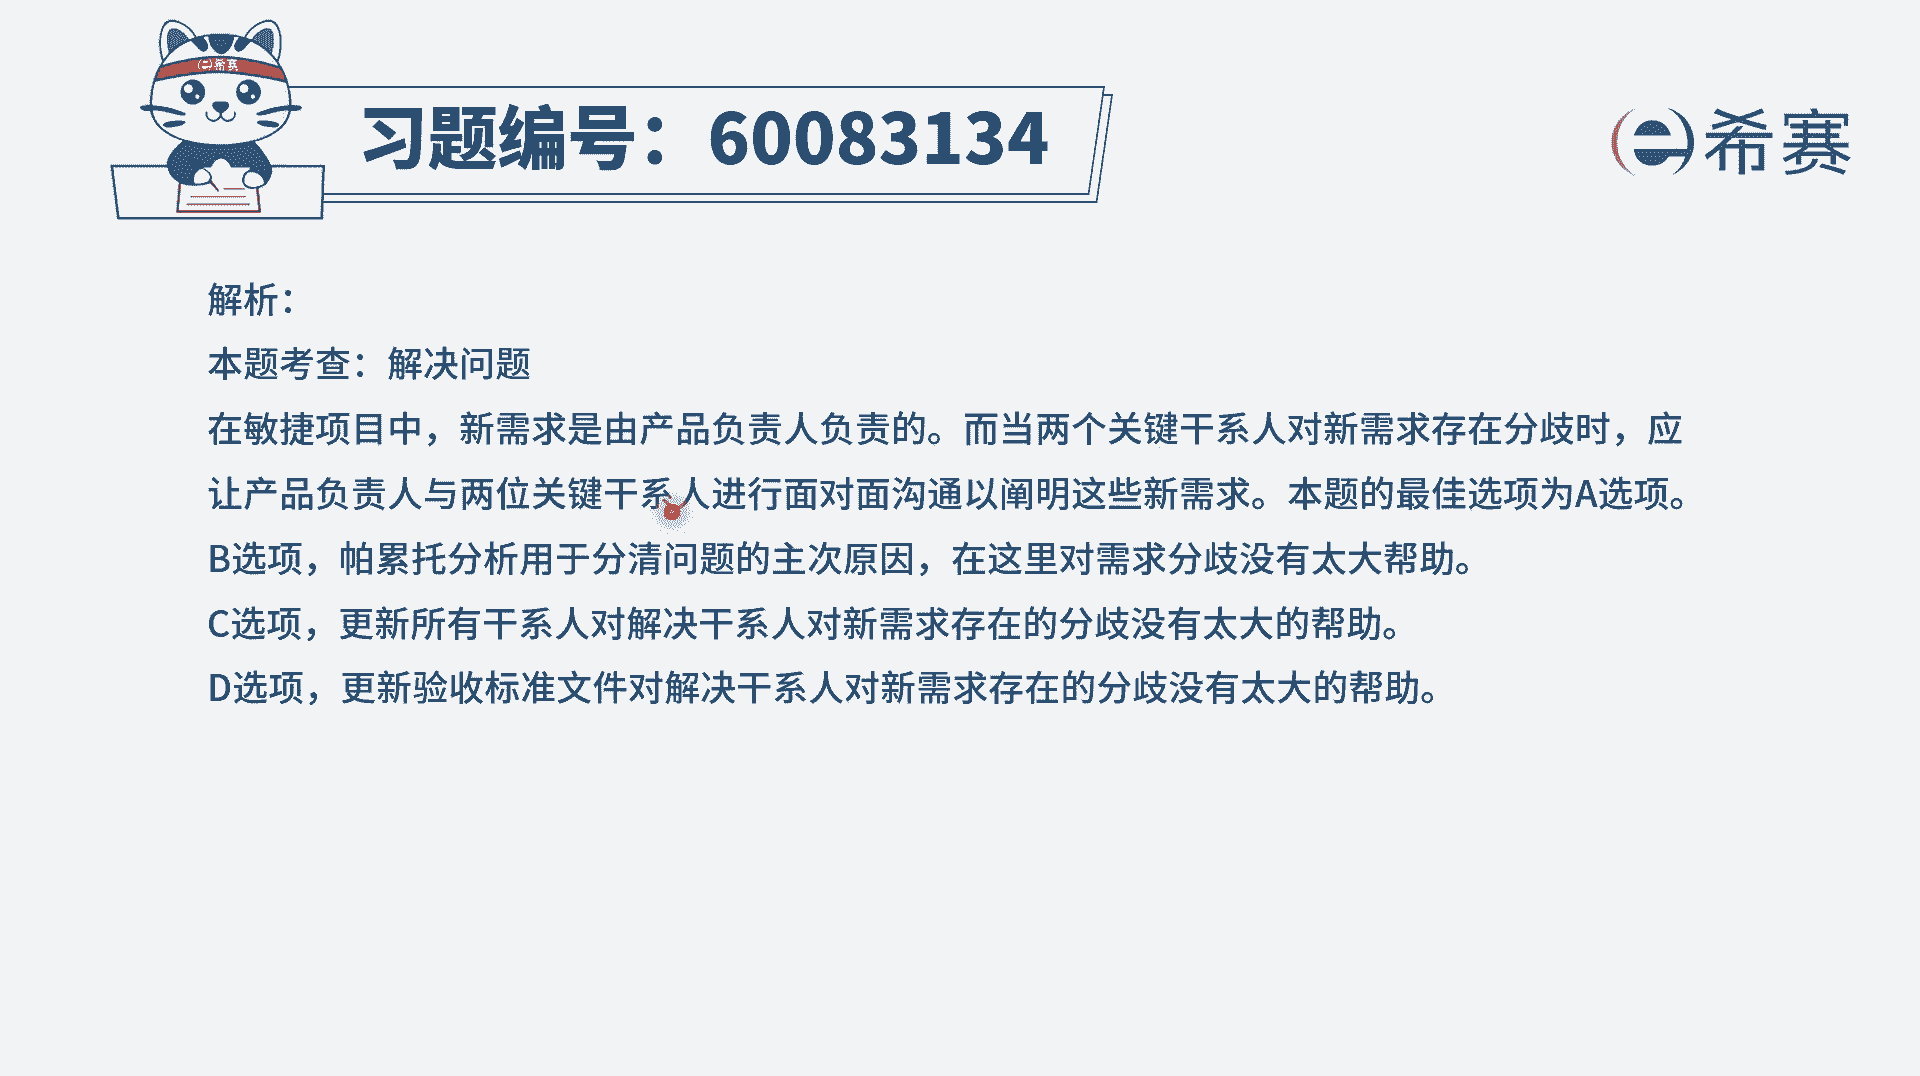 希赛
习题编号：60083134
希赛
解析：
本题考查：解决问题
在敏捷项目中，新需求是由产品负责人负责的。而当两个关键干系人对新需求存在分歧时，应
让产品负责人与两位关键干系人进行面对面沟通以阐明这些新需求。本题的最佳选项为A选项。
B选项，帕累托分析用于分清问题的主次原因，在这里对需求分歧没有太大帮助。
C选项，更新所有干系人对解决干系人对新需求存在的分歧没有太大的帮助。
D选项，更新验收标准文件对解决干系人对新需求存在的分歧没有太大的帮助。